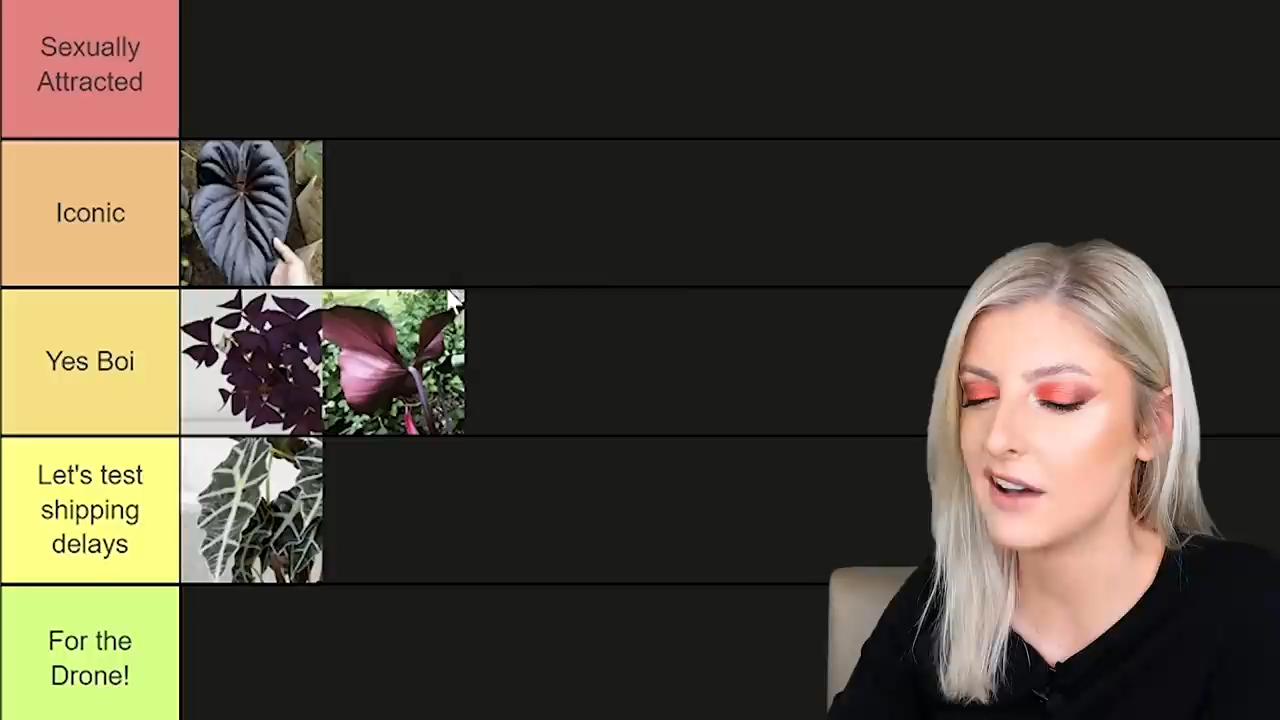 Sexually
Attracted
Iconic
Yes Boi
Let's test
shipping
delays
For the
Drone!